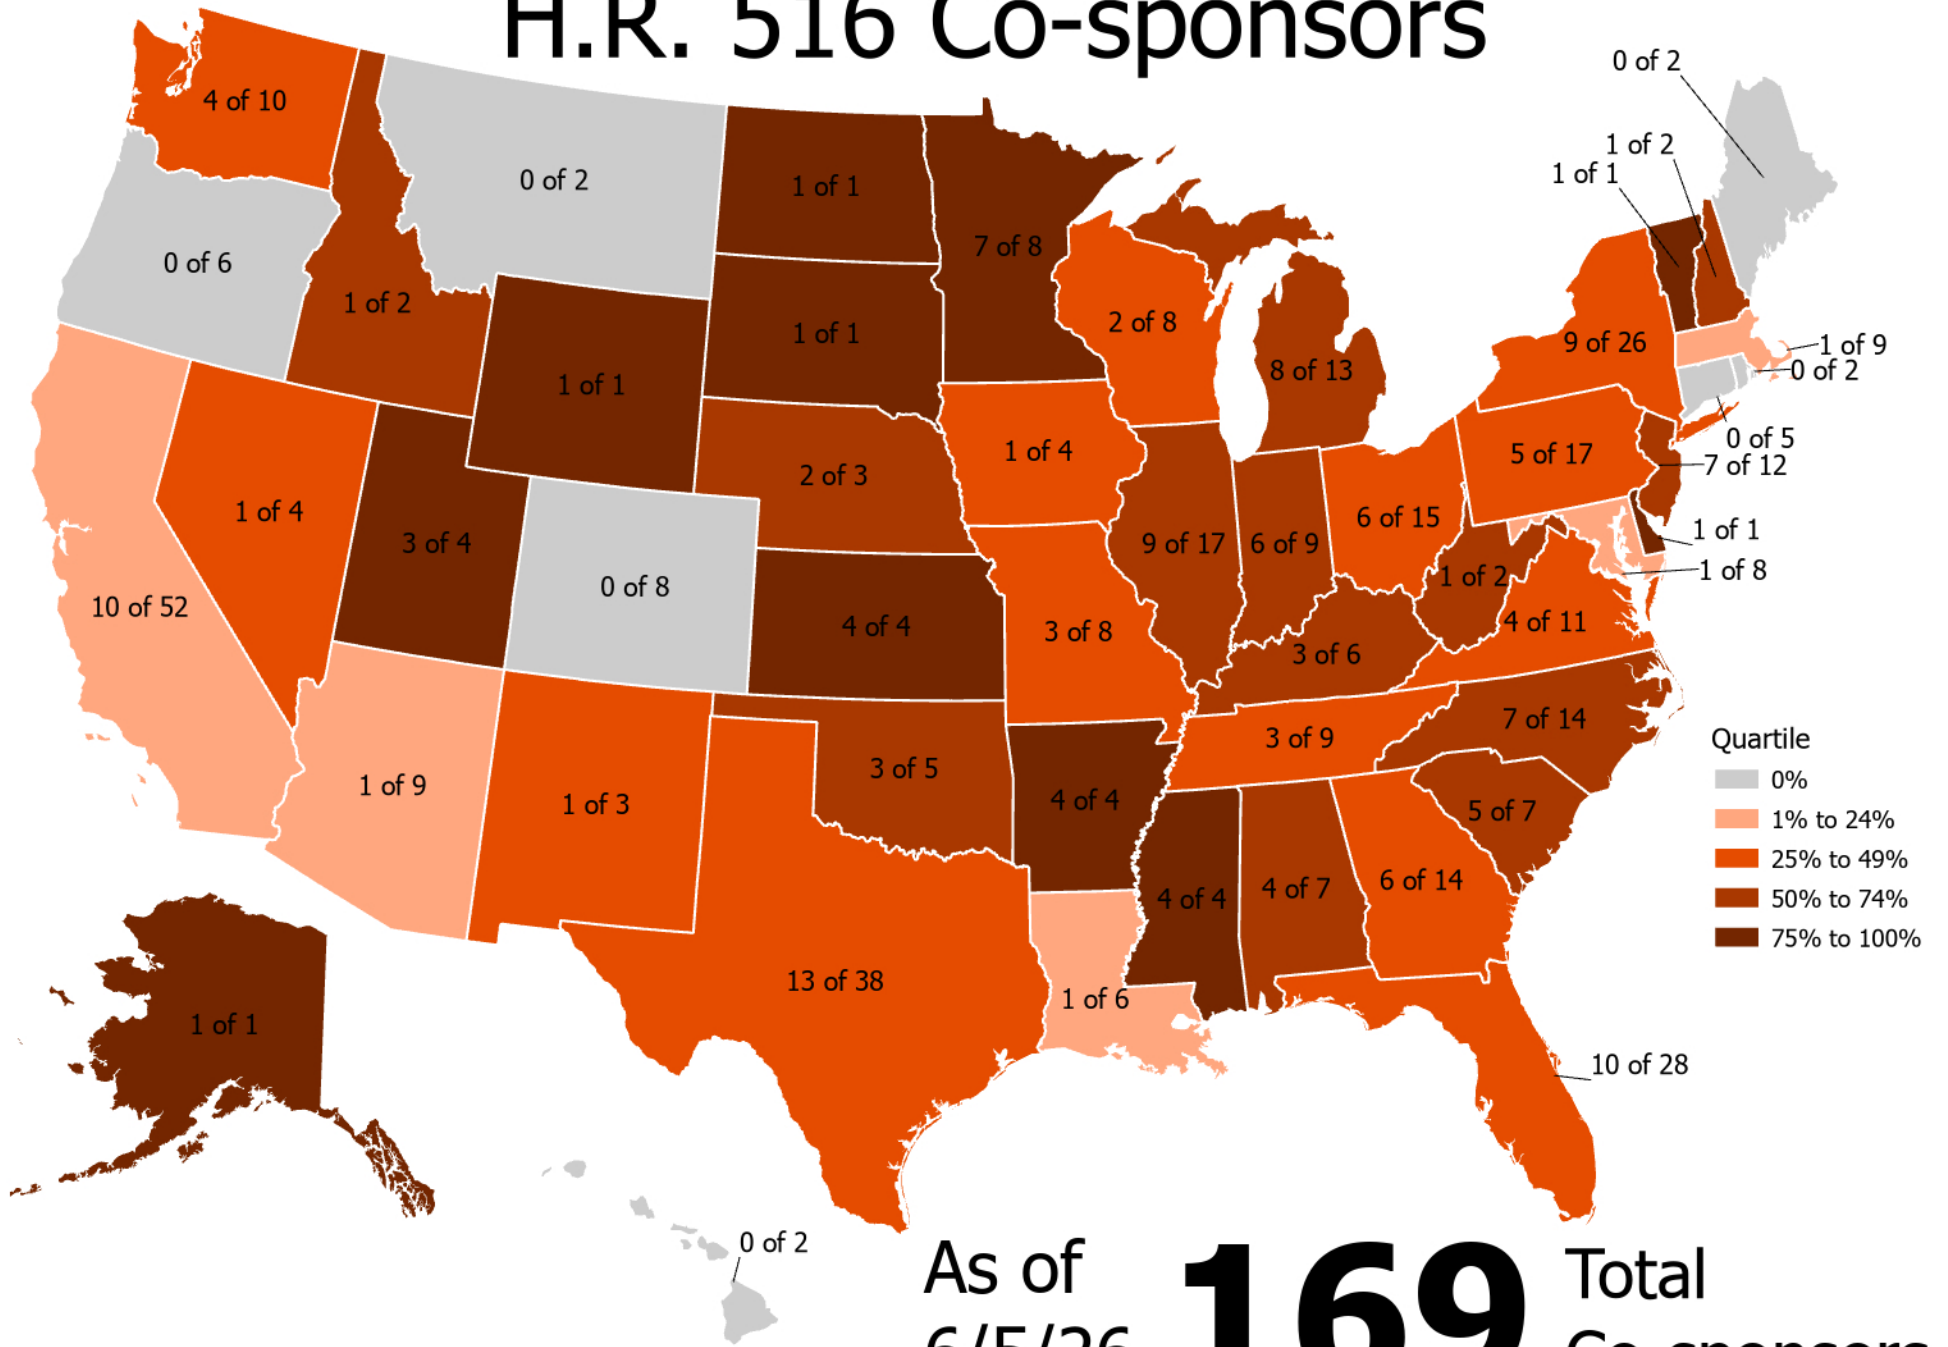 H.R. 516 Co-sponsors
0 of 2
4 of 10
1 of 2
0 of 2
1 of 1
1 of 1
7 of 8
0 of 6
1 of 2
1 of 1
2 of 8
9 of 26
1 of 9
0 of 2
8 of 13
1 of 1
0 of 5
7 of 12
1 of 4
5 of 17
2 of 3
1 of 4
3 of 4
6 of 15
1 of 1
9 of 17
6 of 9
1 of 8
0 of 8
1 of 2
10 of 52
4 of 4
3 of 8
4 of 11
3 of 6
7 of 14
3 of 9
Quartile
0%
1% to 24%
25% to 49%
50% to 74%
75% to 100%
1 of 9
1 of 3
3 of 5
4 of 4
5 of 7
4 of 4
4 of 7
6 of 14
13 of 38
1 of 6
1 of 1
10 of 28
0 of 2
As of
6/5/26
169
Total
Co-sponsors